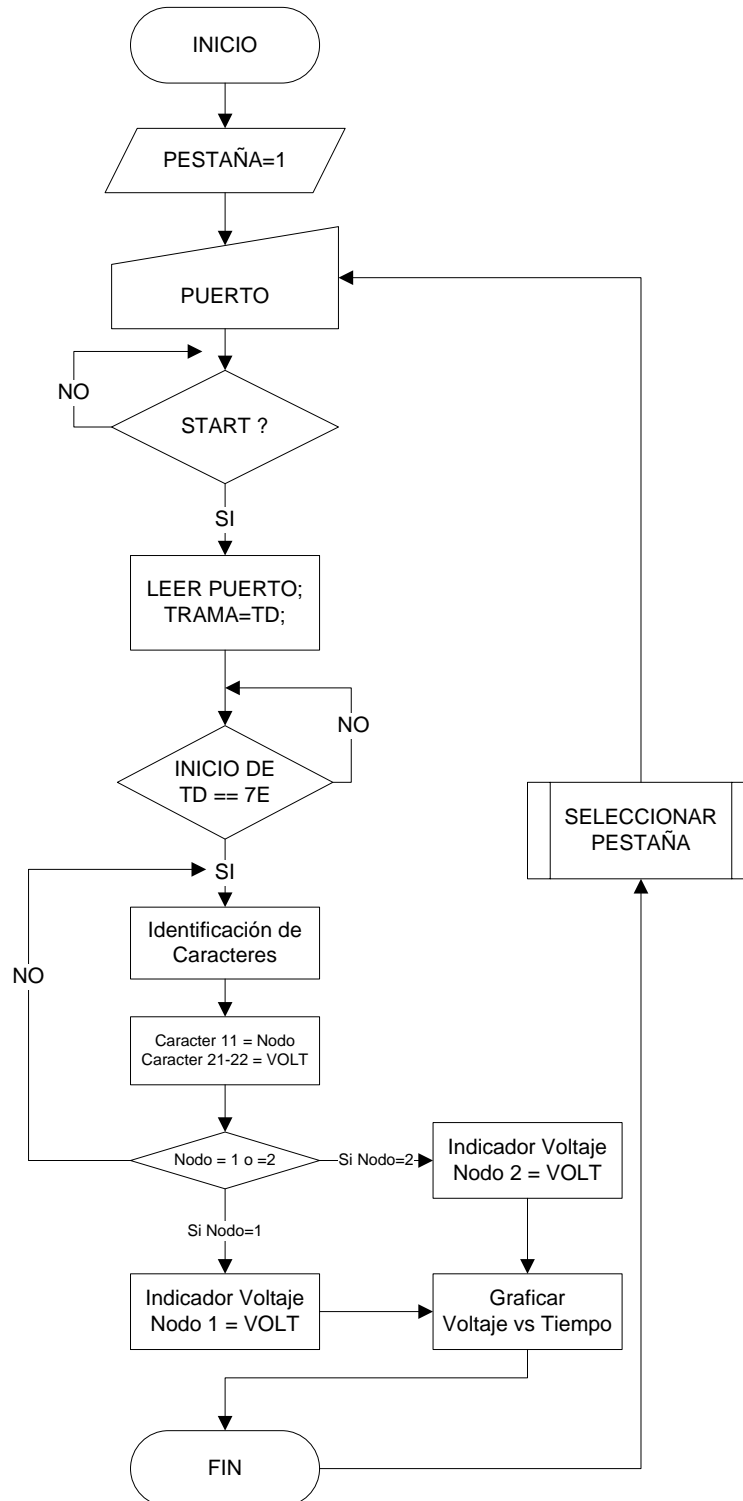 INICIO
PESTAÑA=1
PUERTO
NO
START ?
SI
LEER PUERTO;
TRAMA=TD;
NO
INICIO DE
TD == 7E
SELECCIONAR
PESTAÑA
SI
Identificación de
Caracteres
NO
Caracter 11 = Nodo
Caracter 21-22 = VOLT
Nodo = 1 o =2
Si Nodo=2
Indicador Voltaje
Nodo 2 = VOLT
Si Nodo=1
Indicador Voltaje
Nodo 1 = VOLT
Graficar
Voltaje vs Tiempo
FIN